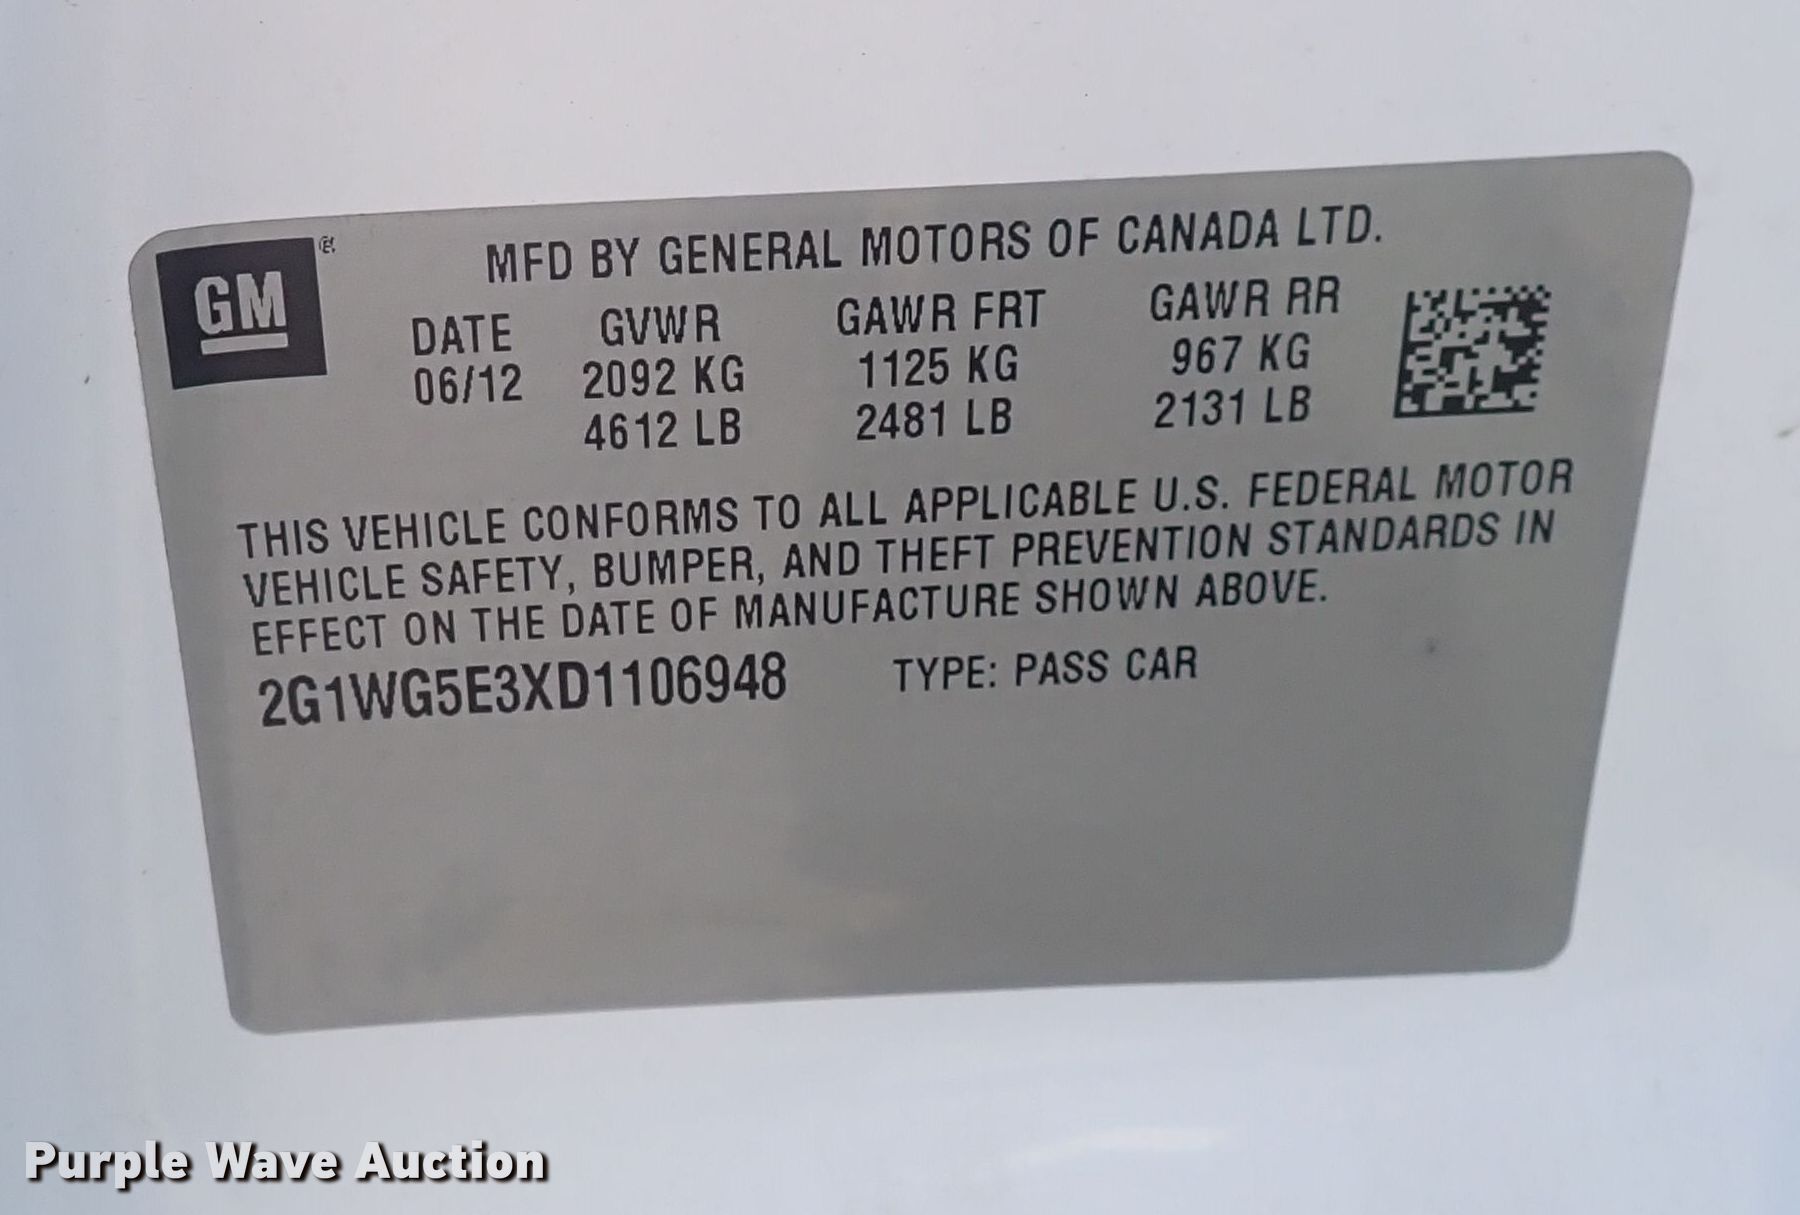 GM
MFD BY GENERAL MOTORS OF CANADA LTD.
DATE GVWR GAWR FRT GAWR RR
06/12 2092 KG 1125 KG 967 KG
4612 LB 2481 LB 2131 LB
THIS VEHICLE CONFORMS TO ALL APPLICABLE U.S. FEDERAL MOTOR
VEHICLE SAFETY, BUMPER, AND THEFT PREVENTION STANDARDS IN
EFFECT ON THE DATE OF MANUFACTURE SHOWN ABOVE.
2G1WG5E3XD1106948 TYPE: PASS CAR
Purple Wave Auction